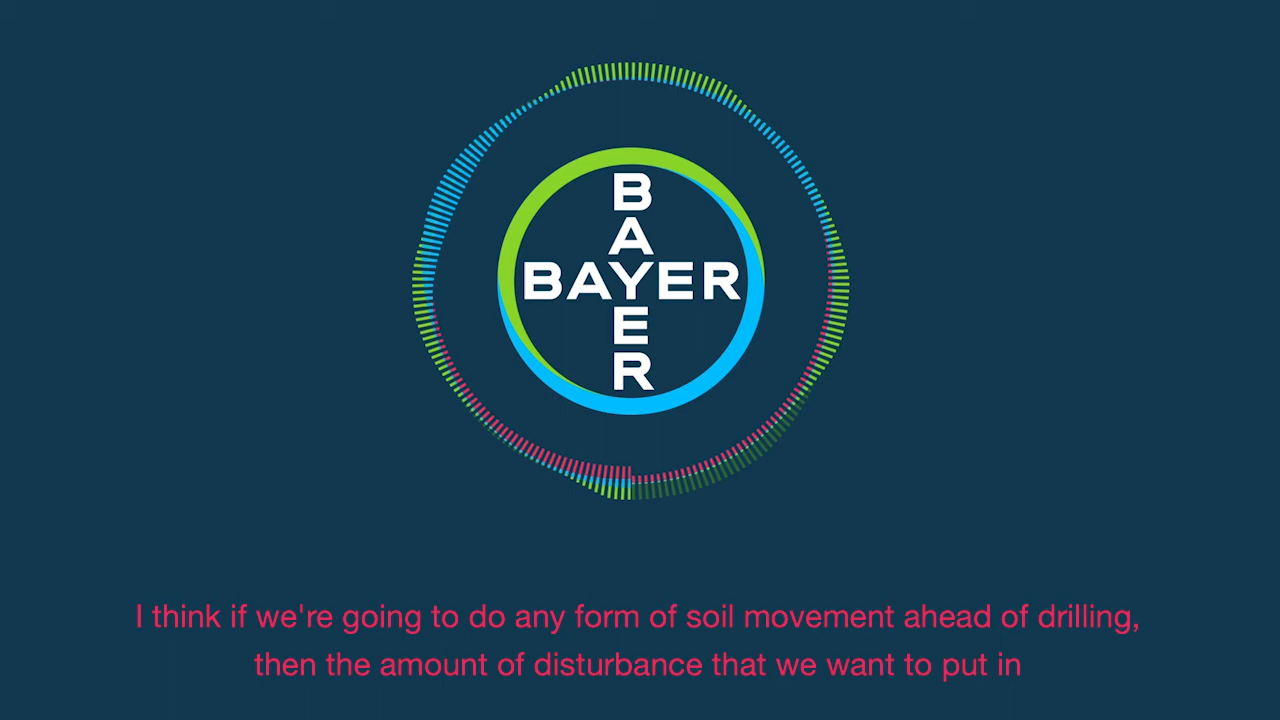 BAYER
BAYER
I think if we're going to do any form of soil movement ahead of drilling,
then the amount of disturbance that we want to put in